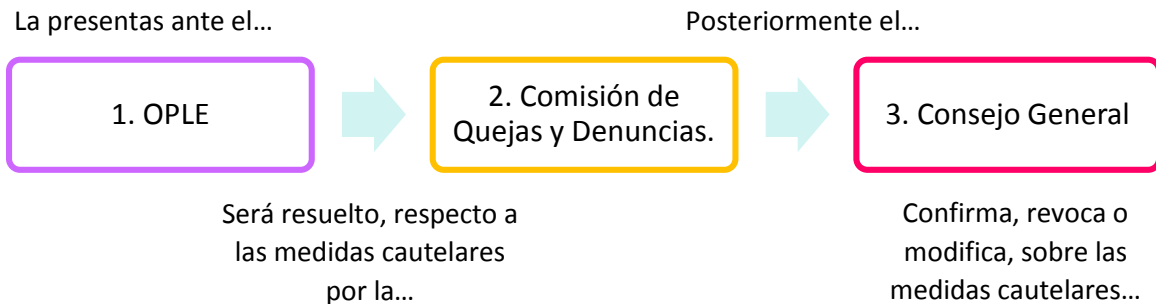 La presentas ante el…
Posteriormente el…
1. OPLE
2. Comisión de
Quejas y Denuncias.
3. Consejo General
Será resuelto, respecto a
las medidas cautelares
por la…
Confirma, revoca o
modifica, sobre las
medidas cautelares…